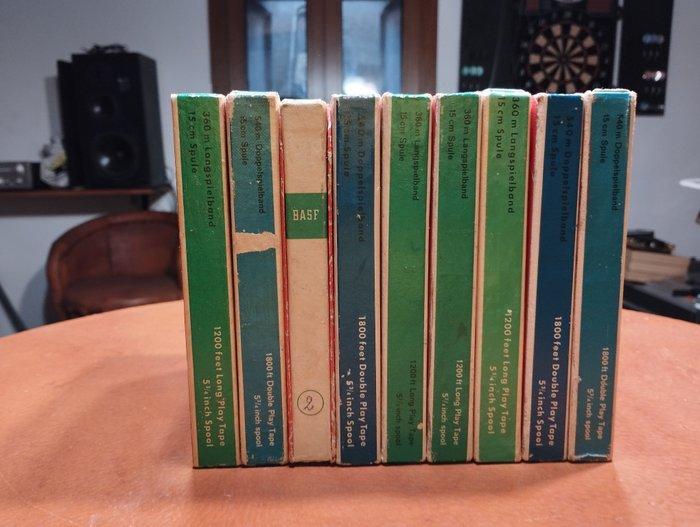 360 m Langspielband
15 cm Spule
1200 feet Long Play Tape
5¾ inch Spool
540 m Doppelspielband
15 cm Spule
1800 ft Double Play Tape
5¾ inch spool
BASF
2
540 m Doppelspielband
15 cm Spule
1800 feet Double Play Tape
5¾ inch Spool
360 m Langspielband
15 cm Spule
1200 ft Long Play Tape
5¾ inch spool
360 m Langspielband
15 cm Spule
1200 ft Long Play Tape
5¾ inch spool
360 m Langspielband
15 cm Spule
1200 feet Long Play Tape
5¾ inch Spool
540 m Doppelspielband
15 cm Spule
1800 feet Double Play Tape
5¾ inch Spool
540 m Doppelspielband
15 cm Spule
1800 ft Double Play Tape
5¾ inch spool